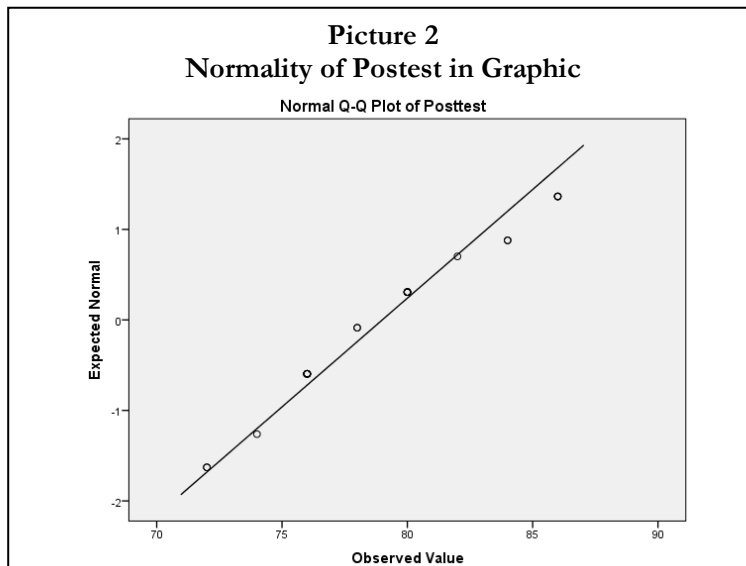 Picture 2
Normality of Postest in Graphic
Normal Q-Q Plot of Posttest
2
1
0
-1
-2
Expected Normal
70
75
80
85
90
Observed Value